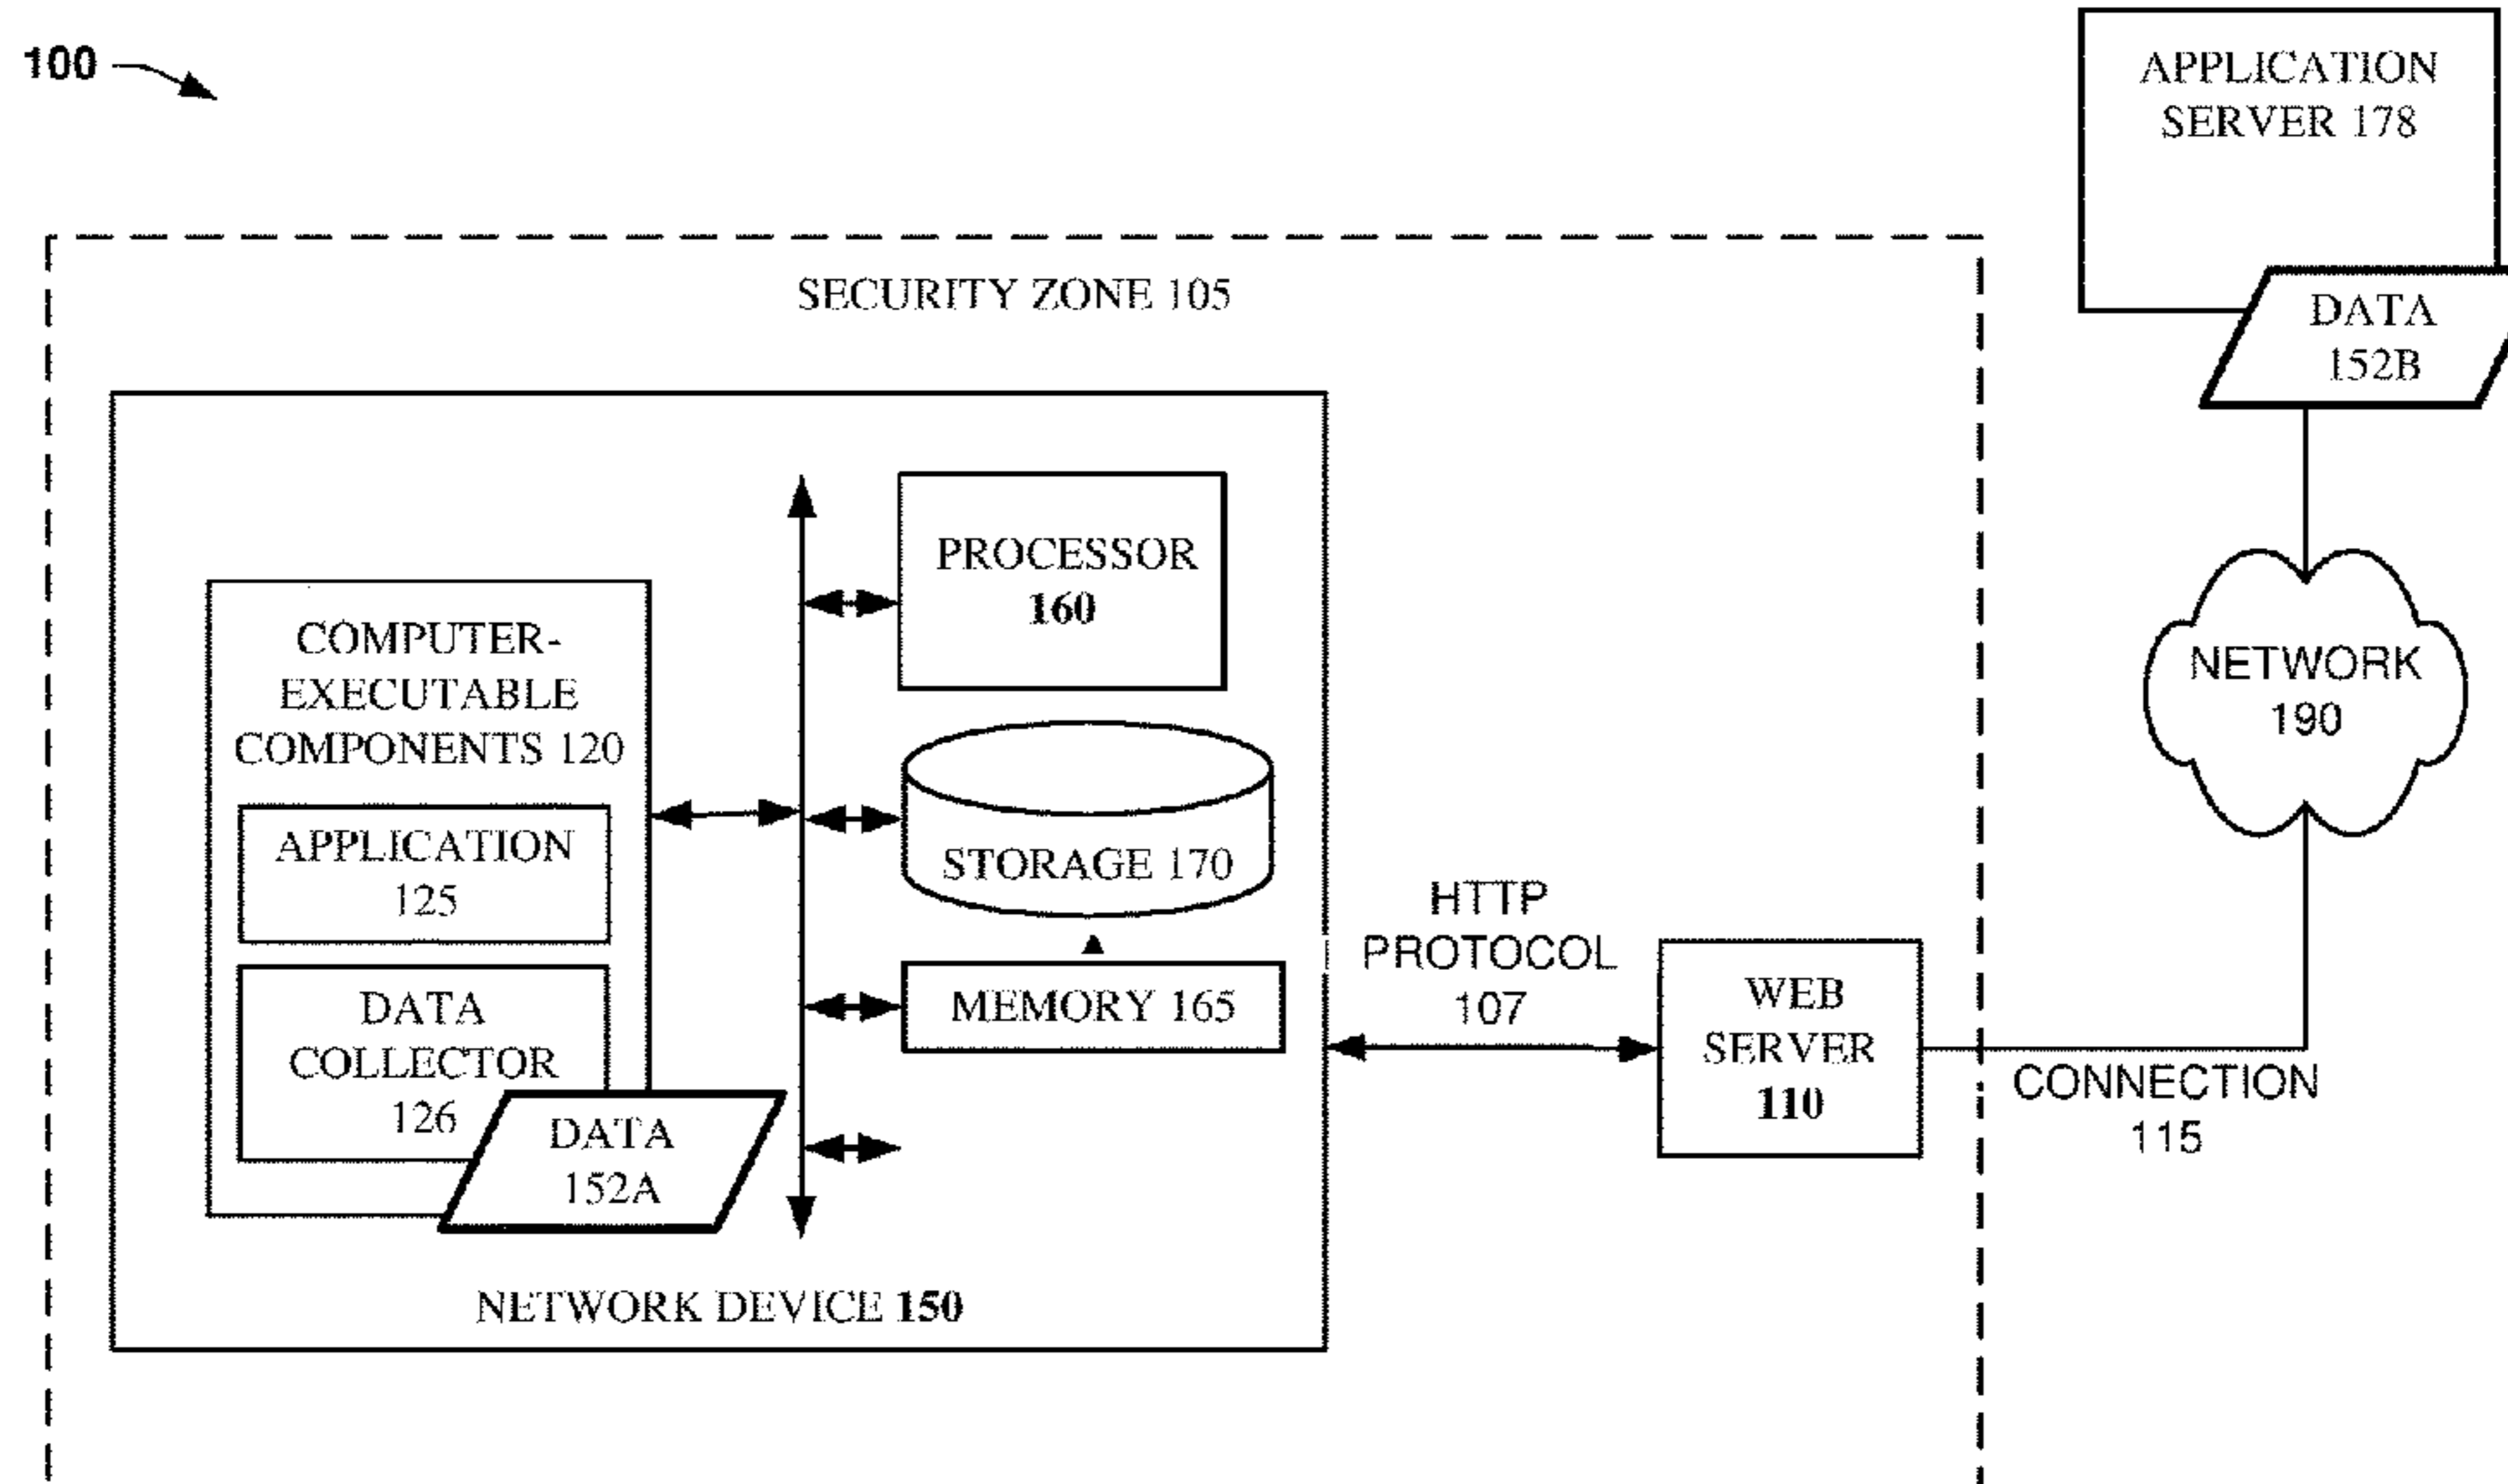 100
APPLICATION
SERVER 178
DATA
152B
SECURITY ZONE 105
PROCESSOR
160
COMPUTER-
EXECUTABLE
COMPONENTS 120
APPLICATION
125
DATA
COLLECTOR
126
DATA
152A
STORAGE 170
MEMORY 165
NETWORK DEVICE 150
HTTP
PROTOCOL
107
WEB
SERVER
110
NETWORK
190
CONNECTION
115